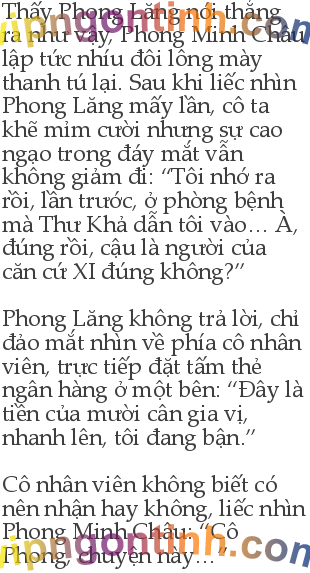 Thấy Phong Lăng nói thẳng
ra như vậy, Phong Minh Châu
lập tức nhíu đôi lông mày
thanh tú lại. Sau khi liếc nhìn
Phong Lăng mấy lần, cô ta
khẽ mỉm cười nhưng sự cao
ngạo trong đáy mắt vẫn
không giảm đi: “Tôi nhớ ra
rồi, lần trước, ở phòng bệnh
mà Thư Khả dẫn tôi vào... À,
đúng rồi, cậu là người của
căn cứ XI đúng không?”

Phong Lăng không trả lời, chỉ
đảo mắt nhìn về phía cô nhân
viên, trực tiếp đặt tấm thẻ
ngân hàng ở một bên: “Đây là
tiền của mười cân gia vị,
nhanh lên, tôi đang bận.”

Cô nhân viên không biết có
nên nhận hay không, liếc nhìn
Phong Minh Châu: “Cô
Phong, chuyện này...”
vipngontinh.com